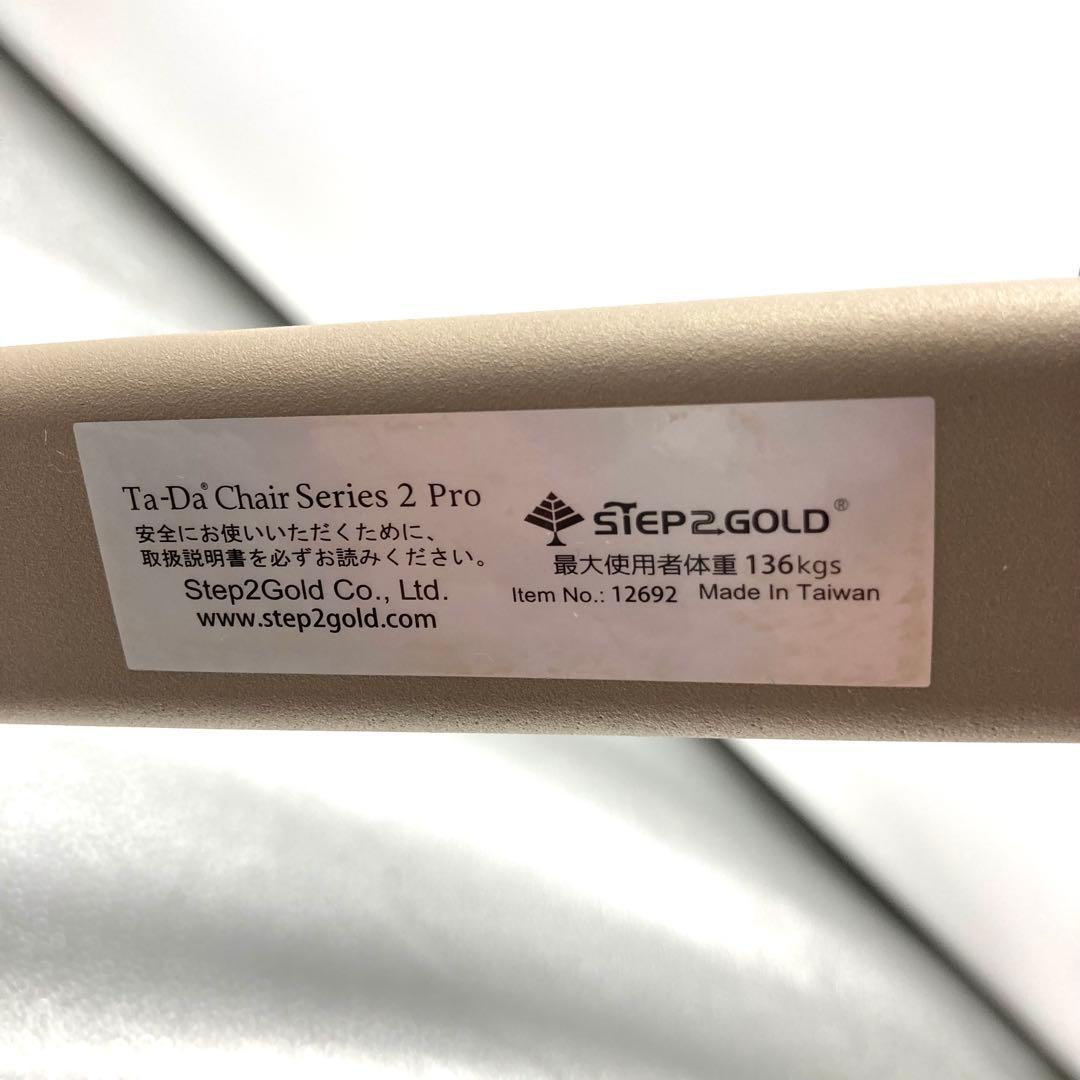 Ta-Da® Chair Series 2 Pro
安全にお使いいただくために、
取扱説明書を必ずお読みください。
Step2Gold Co., Ltd.
www.step2gold.com
STEP2GOLD®
最大使用者体重 136kgs
Item No.: 12692 Made In Taiwan